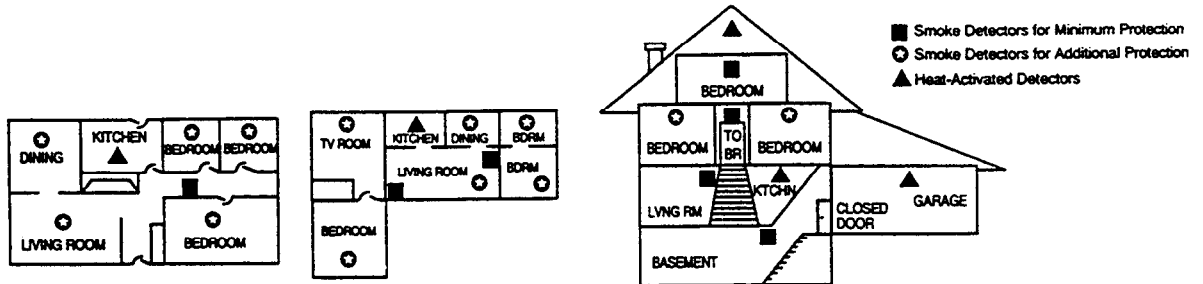 DINING
KITCHEN
BEDROOM
BEDROOM
LIVING ROOM
BEDROOM
TV ROOM
KITCHEN
DINING
BDRM
LIVING ROOM
BDRM
BEDROOM
BEDROOM
BEDROOM
TO
BR
BEDROOM
LVNG RM
KTCHN
CLOSED
DOOR
GARAGE
BASEMENT
Smoke Detectors for Minimum Protection
Smoke Detectors for Additional Protection
Heat-Activated Detectors